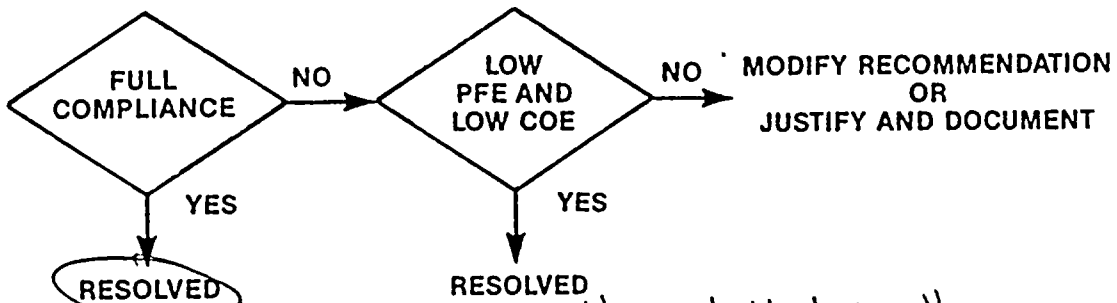 FULL
COMPLIANCE
NO
LOW
PFE AND
LOW COE
NO
MODIFY RECOMMENDATION
OR
JUSTIFY AND DOCUMENT
YES
YES
RESOLVED
RESOLVED